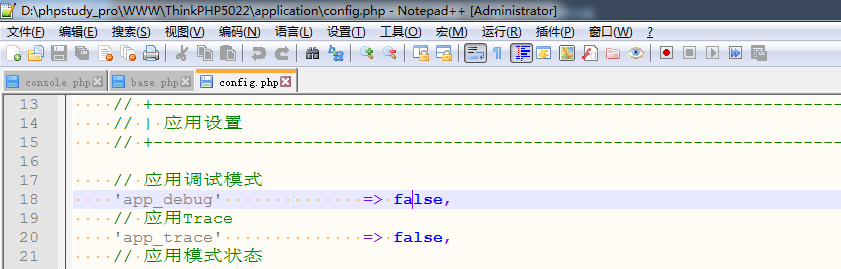 D:\phpstudy_pro\WWW\ThinkPHP5022\application\config.php - Notepad++ [Administrator]
文件(F) 编辑(E) 搜索(S) 视图(V) 编码(N) 语言(L) 设置(T) 工具(O) 宏(M) 运行(R) 插件(P) 窗口(W) ?
console.php base.php config.php
13 // +----------------------------------------------------------------------
14 // | 应用设置
15 // +----------------------------------------------------------------------
16
17 // 应用调试模式
18 'app_debug' => false,
19 // 应用Trace
20 'app_trace' => false,
21 // 应用模式状态